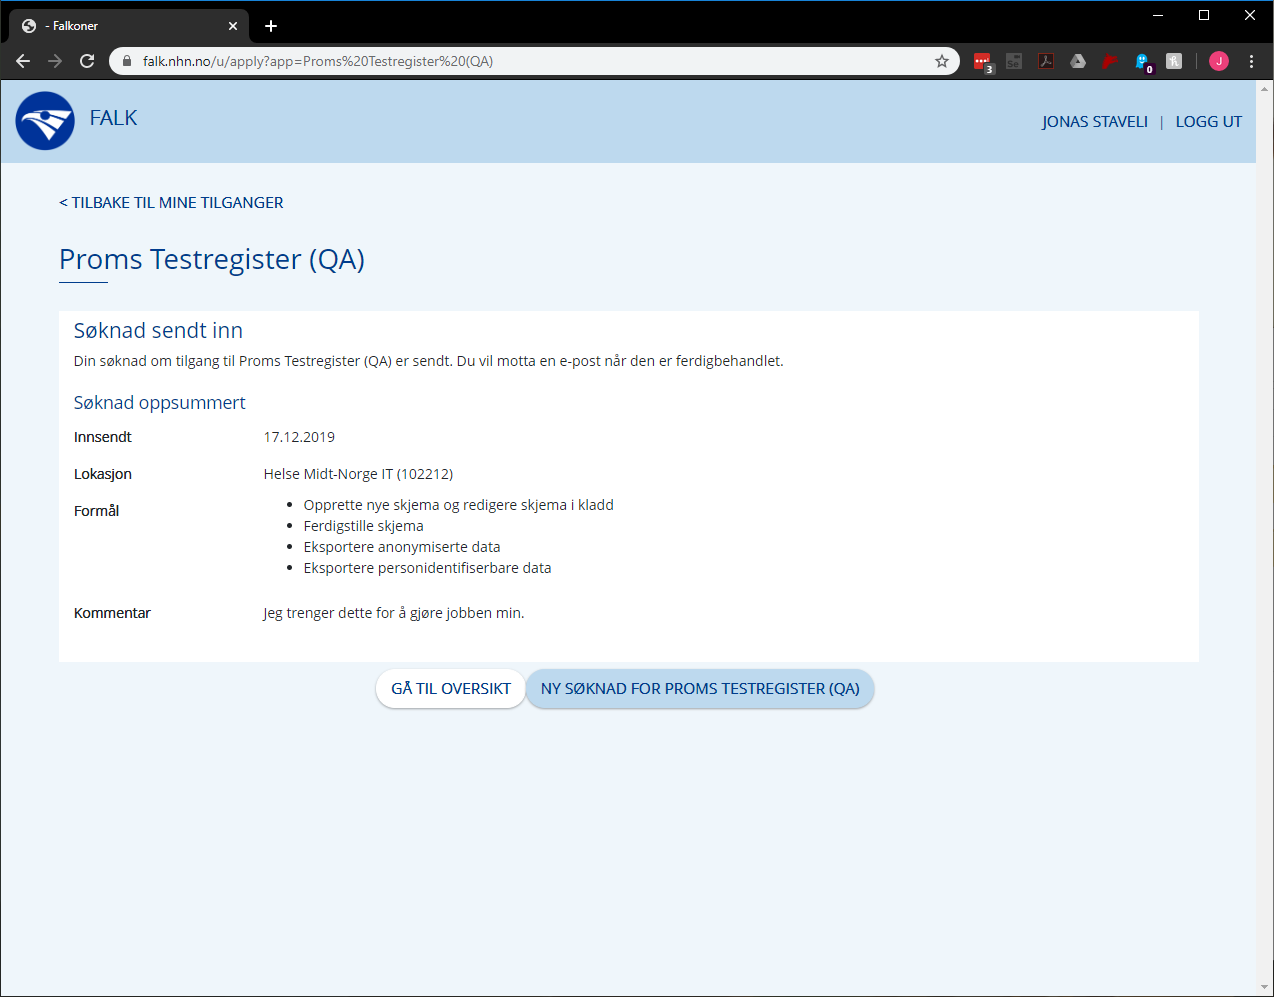 - Falkoner
falk.nhn.no/u/apply?app=Proms%20Testregister%20(QA)
3
0
J
FALK
JONAS STAVELI | LOGG UT
< TILBAKE TIL MINE TILGANGER
Proms Testregister (QA)
Søknad sendt inn
Din søknad om tilgang til Proms Testregister (QA) er sendt. Du vil motta en e-post når den er ferdigbehandlet.
Søknad oppsummert
Innsendt 17.12.2019
Lokasjon Helse Midt-Norge IT (102212)
Formål
• Opprette nye skjema og redigere skjema i kladd
• Ferdigstille skjema
• Eksportere anonymiserte data
• Eksportere personidentifiserbare data
Kommentar Jeg trenger dette for å gjøre jobben min.
GÅ TIL OVERSIKT NY SØKNAD FOR PROMS TESTREGISTER (QA)